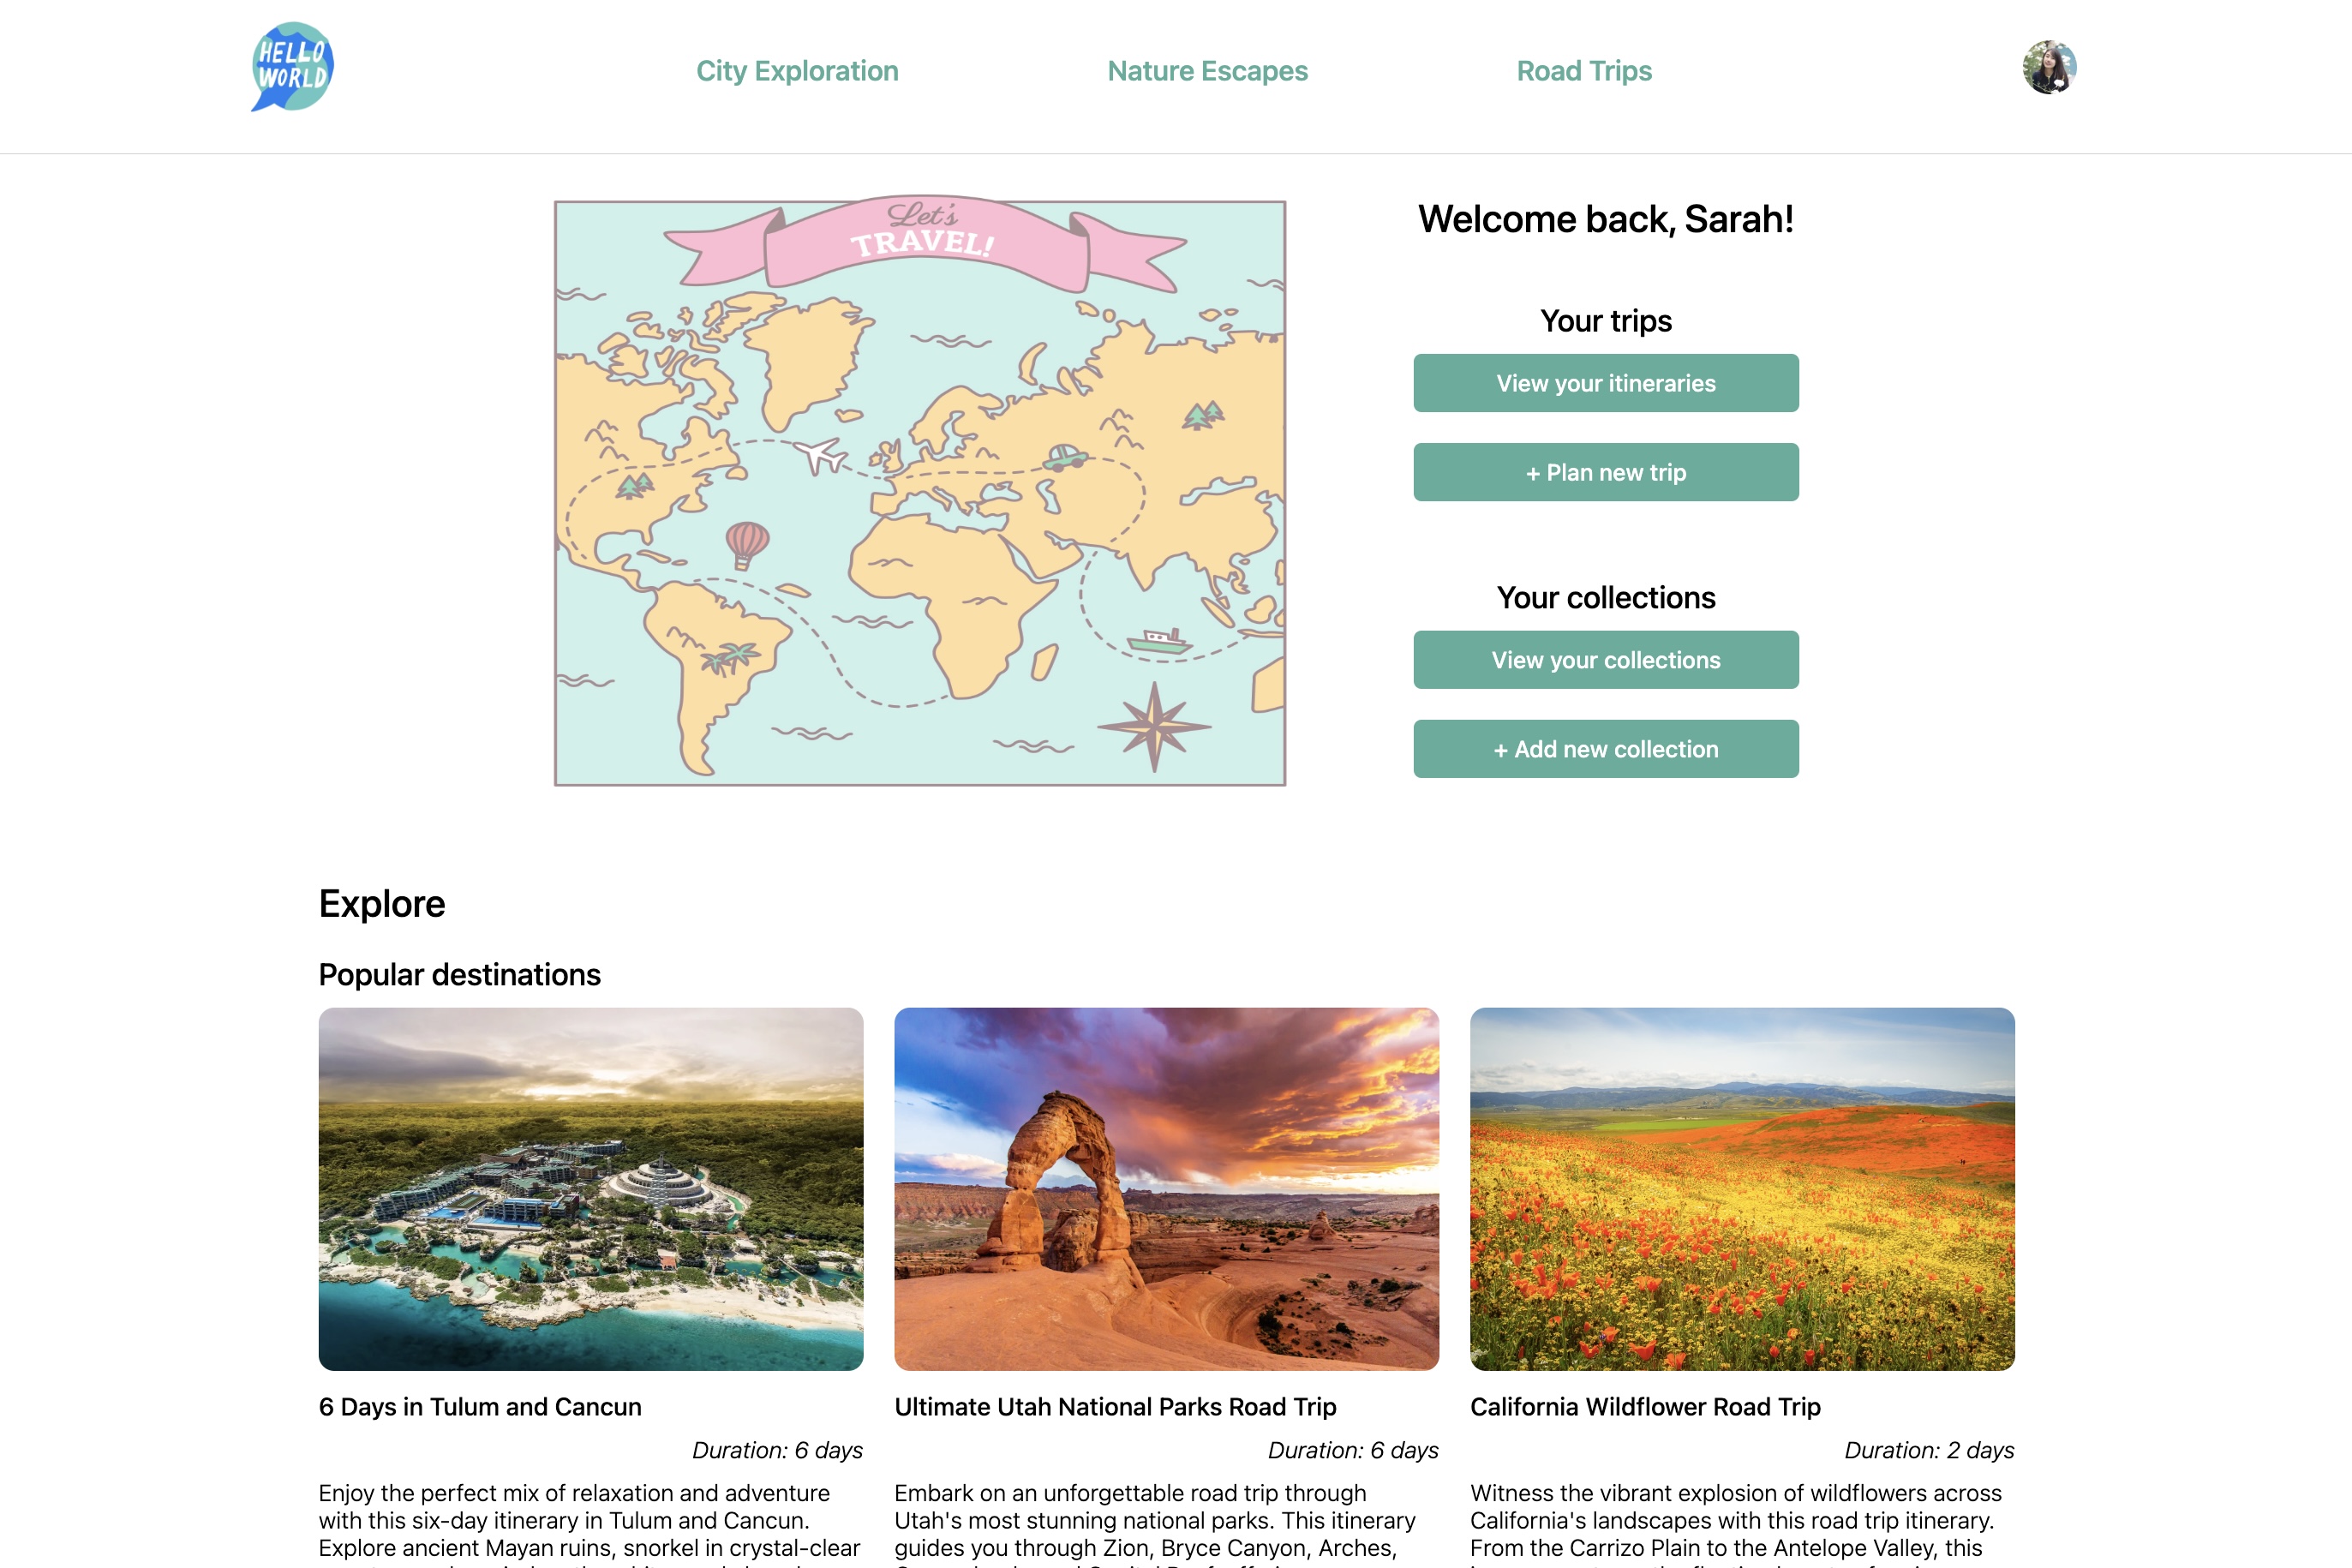 HELLO
WORLD
City Exploration
Nature Escapes
Road Trips
Let's
TRAVEL!
Welcome back, Sarah!
Your trips
View your itineraries
+ Plan new trip
Your collections
View your collections
+ Add new collection
Explore
Popular destinations
6 Days in Tulum and Cancun
Duration: 6 days
Enjoy the perfect mix of relaxation and adventure
with this six-day itinerary in Tulum and Cancun.
Explore ancient Mayan ruins, snorkel in crystal-clear
Ultimate Utah National Parks Road Trip
Duration: 6 days
Embark on an unforgettable road trip through
Utah's most stunning national parks. This itinerary
guides you through Zion, Bryce Canyon, Arches,
California Wildflower Road Trip
Duration: 2 days
Witness the vibrant explosion of wildflowers across
California's landscapes with this road trip itinerary.
From the Carrizo Plain to the Antelope Valley, this